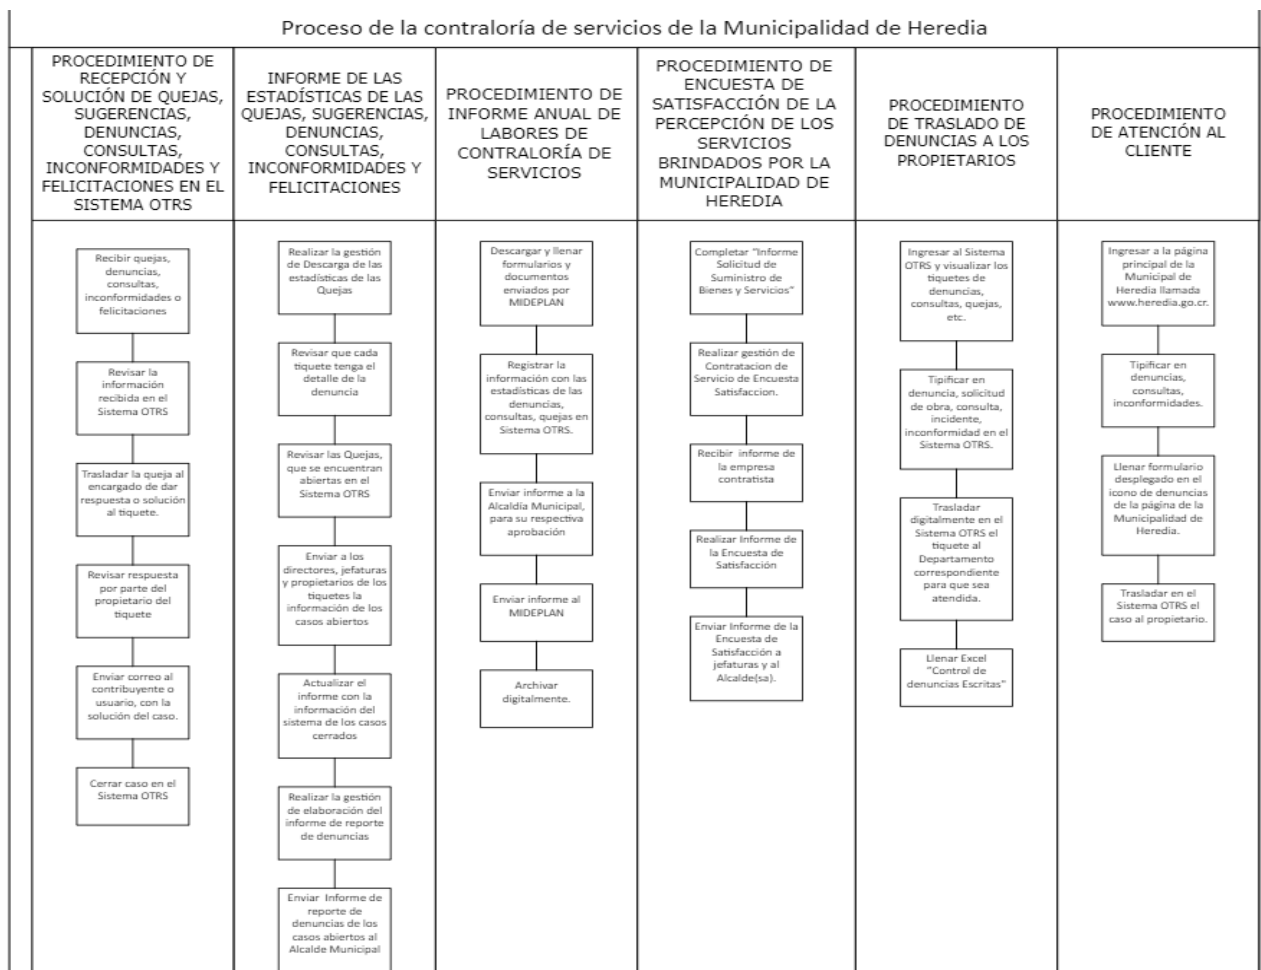 Proceso de la contraloría de servicios de la Municipalidad de Heredia
PROCEDIMIENTO DE
RECEPCIÓN Y
SOLUCIÓN DE QUEJAS,
SUGERENCIAS,
DENUNCIAS,
CONSULTAS,
INCONFORMIDADES Y
FELICITACIONES EN EL
SISTEMA OTRS
INFORME DE LAS
ESTADÍSTICAS DE LAS
QUEJAS, SUGERENCIAS,
DENUNCIAS,
CONSULTAS,
INCONFORMIDADES Y
FELICITACIONES
PROCEDIMIENTO DE
INFORME ANUAL DE
LABORES DE
CONTRALORÍA DE
SERVICIOS
PROCEDIMIENTO DE
ENCUESTA DE
SATISFACCIÓN DE LA
PERCEPCIÓN DE LOS
SERVICIOS
BRINDADOS POR LA
MUNICIPALIDAD DE
HEREDIA
PROCEDIMIENTO
DE TRASLADO DE
DENUNCIAS A LOS
PROPIETARIOS
PROCEDIMIENTO
DE ATENCIÓN AL
CLIENTE
Recibir quejas,
denuncias,
consultas,
inconformidades o
felicitaciones
Revisar la
información
recibida en el
Sistema OTRS
Trasladar la queja al
encargado de dar
respuesta o solución
al tiquete.
Revisar respuesta
por parte del
propietario del
tiquete
Enviar correo al
contribuyente o
usuario, con la
solución del caso.
Cerrar caso en el
Sistema OTRS
Realizar la gestión
de Descarga de las
estadísticas de las
Quejas
Revisar que cada
tiquete tenga el
detalle de la
denuncia
Revisar las Quejas,
que se encuentran
abiertas en el
Sistema OTRS
Enviar a los
directores, jefaturas
y propietarios de los
tiquetes la
información de los
casos abiertos
Actualizar el
informe con la
información del
sistema de los casos
cerrados
Realizar la gestión
de elaboración del
informe de reporte
de denuncias
Enviar Informe de
reporte de
denuncias de los
casos abiertos al
Alcalde Municipal
Descargar y llenar
formularios y
documentos
enviados por
MIDEPLAN
Registrar la
información con las
estadísticas de las
denuncias,
consultas, quejas en
Sistema OTRS.
Enviar informe a la
Alcaldía Municipal,
para su respectiva
aprobación
Enviar informe al
MIDEPLAN
Archivar
digitalmente.
Completar "Informe
Solicitud de
Suministro de
Bienes y Servicios"
Realizar gestión de
Contratacion de
Servicio de Encuesta
Satisfaccion.
Recibir informe de
la empresa
contratista
Realizar Informe de
la Encuesta de
Satisfacción
Enviar Informe de la
Encuesta de
Satisfacción a
jefaturas y al
Alcalde(sa).
Ingresar al Sistema
OTRS y visualizar los
tiquetes de
denuncias,
consultas, quejas,
etc.
Tipificar en
denuncia, solicitud
de obra, consulta,
incidente,
inconformidad en el
Sistema OTRS.
Trasladar
digitalmente en el
Sistema OTRS el
tiquete al
Departamento
correspondiente
para que sea
atendida.
Llenar Excel
"Control de
denuncias Escritas"
Ingresar a la página
principal de la
Municipal de
Heredia llamada
www.heredia.go.cr.
Tipificar en
denuncias,
consultas,
inconformidades.
Llenar formulario
desplegado en el
icono de denuncias
de la página de la
Municipalidad de
Heredia.
Trasladar en el
Sistema OTRS el
caso al propietario.